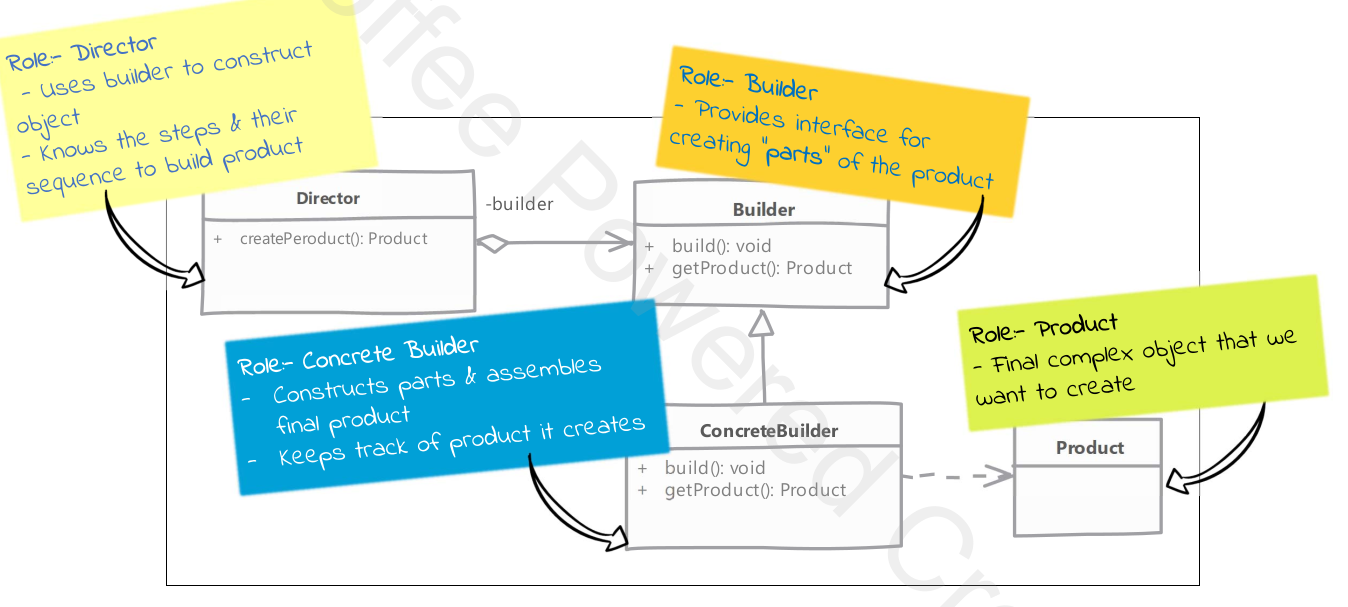 Role:- Director
- Uses builder to construct
object
- Knows the steps & their
sequence to build product
Role:- Builder
- Provides interface for
creating "parts" of the product
Director
+ createPeroduct(): Product
-builder
Builder
+ build(): void
+ getProduct(): Product
Role:- Concrete Builder
- Constructs parts & assembles
final product
- Keeps track of product it creates
Role:- Product
- Final complex object that we
want to create
ConcreteBuilder
+ build(): void
+ getProduct(): Product
Product
offee Powered Cr